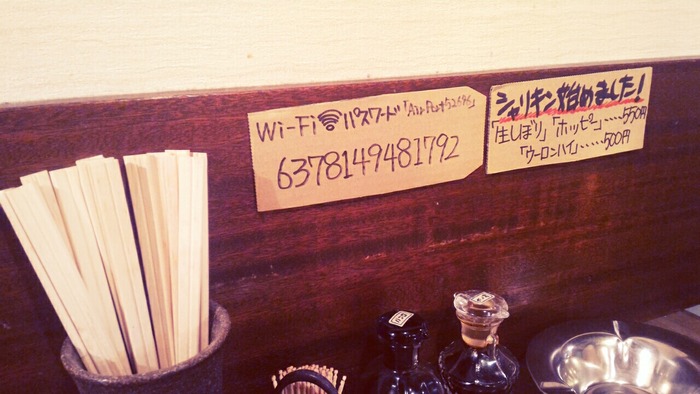 Wi-Fi パスワード
6378149481792
シャリキン始めました!
「生しぼり」「ホッピー」‥‥550円
「ウーロンハイ」‥‥‥500円